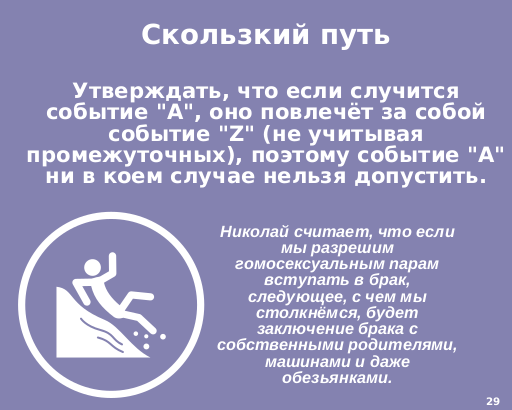 Скользкий путь
Утверждать, что если случится
событие "А", оно повлечёт за собой
событие "Z" (не учитывая
промежуточных), поэтому событие "А"
ни в коем случае нельзя допустить.
Николай считает, что если
мы разрешим
гомосексуальным парам
вступать в брак,
следующее, с чем мы
столкнёмся, будет
заключение брака с
собственными родителями,
машинами и даже
обезьянками.
29